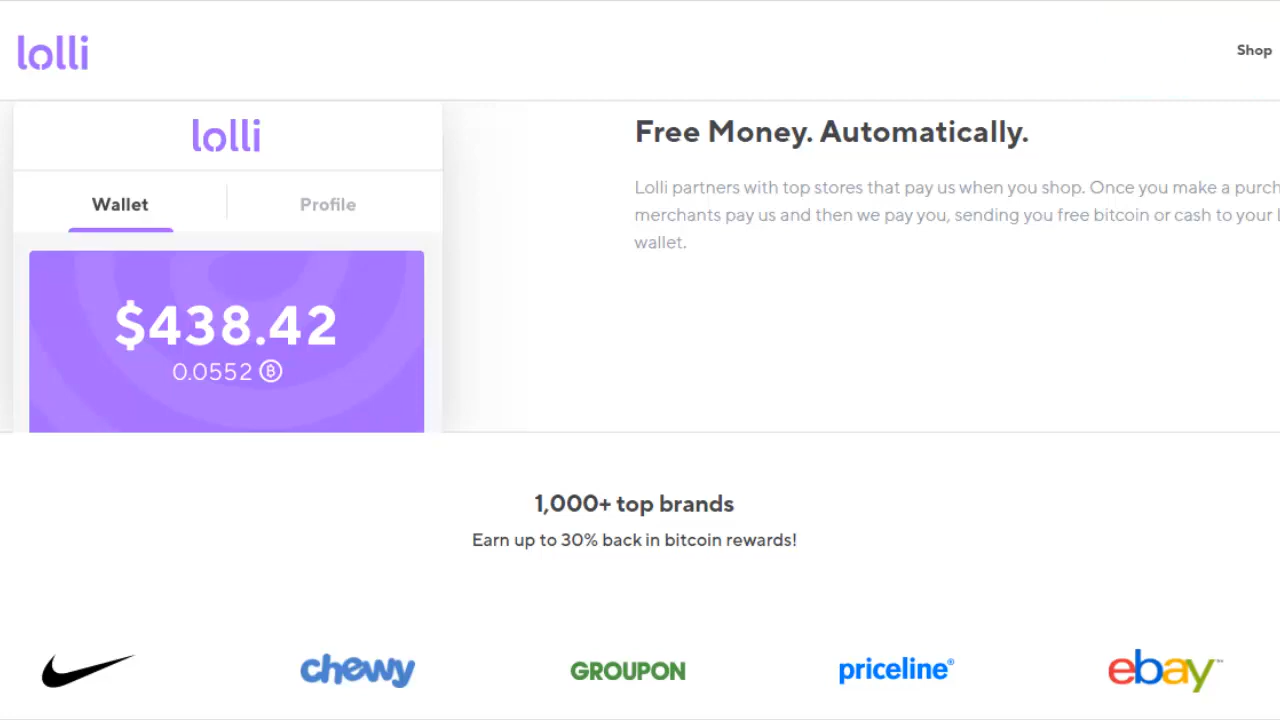 lolli
Shop
lolli
Wallet
Profile
$438.42
0.0552
Free Money. Automatically.
Lolli partners with top stores that pay us when you shop. Once you make a
merchants pay us and then we pay you, sending you free bitcoin or cash to your
wallet.
1,000+ top brands
Earn up to 30% back in bitcoin rewards!
chewy
GROUPON
priceline®
ebay™